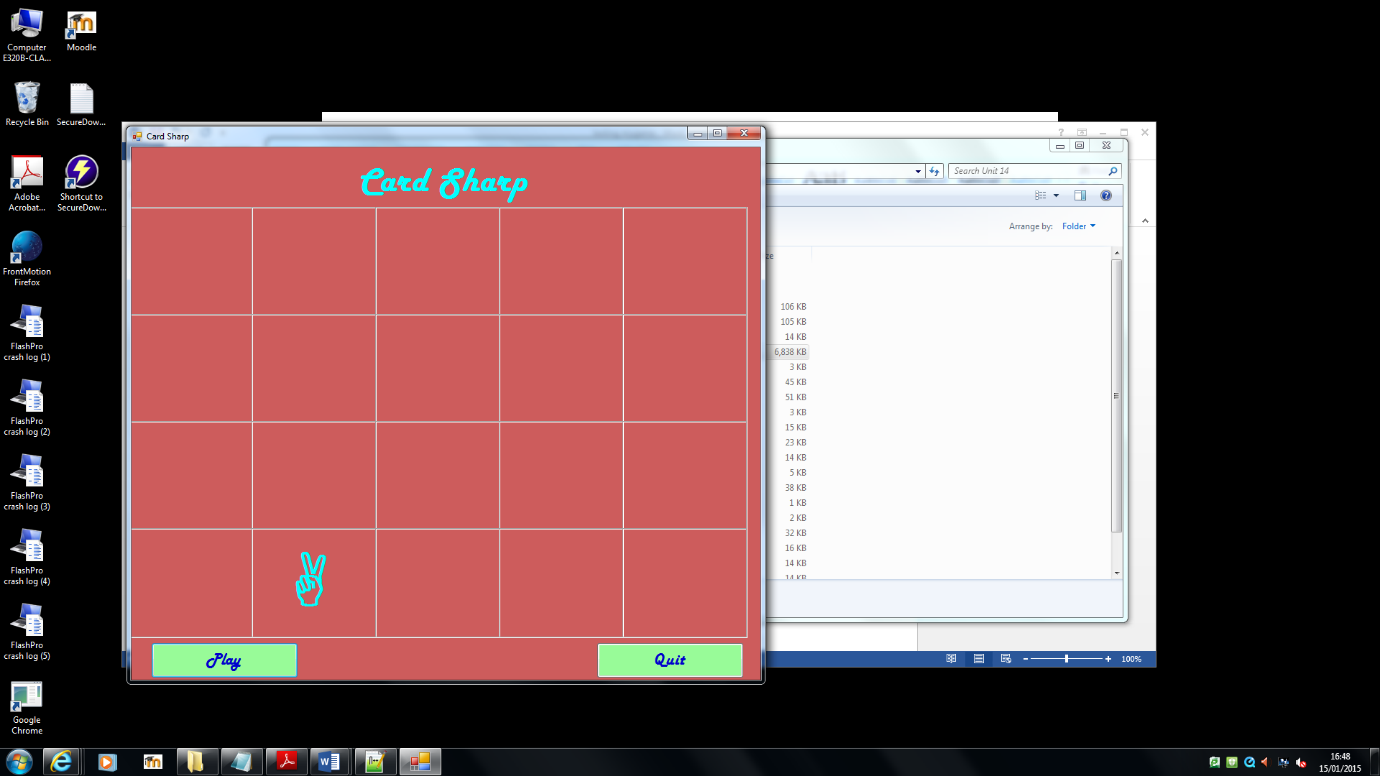 Computer
E320B-CLA...
Moodle
Recycle Bin
SecureDow...
Adobe
Acrobat...
Shortcut to
SecureDow...
FrontMotion
Firefox
FlashPro
crash log (1)
FlashPro
crash log (2)
FlashPro
crash log (3)
FlashPro
crash log (4)
FlashPro
crash log (5)
Google
Chrome
Card Sharp
Card Sharp
Play
Quit
Search Unit 14
Arrange by: Folder
ze
106 KB
105 KB
14 KB
6,838 KB
3 KB
45 KB
51 KB
3 KB
15 KB
23 KB
14 KB
5 KB
38 KB
1 KB
2 KB
32 KB
16 KB
14 KB
14 KB
100%
16:48
15/01/2015